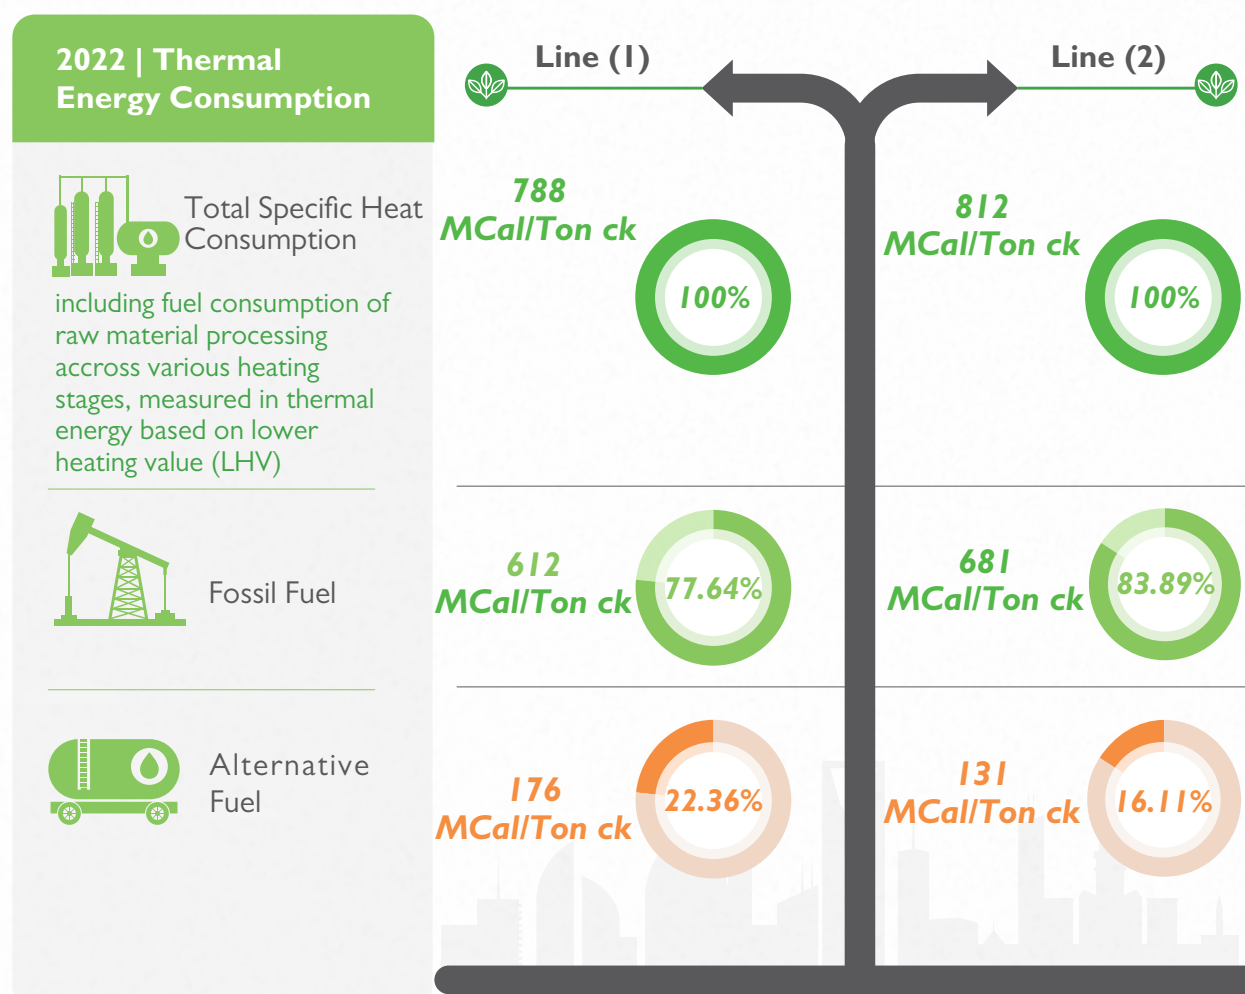 2022 | Thermal
Energy Consumption
Line (1)
Line (2)
Total Specific Heat
Consumption
including fuel consumption of
raw material processing
accross various heating
stages, measured in thermal
energy based on lower
heating value (LHV)
788
MCal/Ton ck
100%
812
MCal/Ton ck
100%
Fossil Fuel
612
MCal/Ton ck
77.64%
681
MCal/Ton ck
83.89%
Alternative
Fuel
176
MCal/Ton ck
22.36%
131
MCal/Ton ck
16.11%